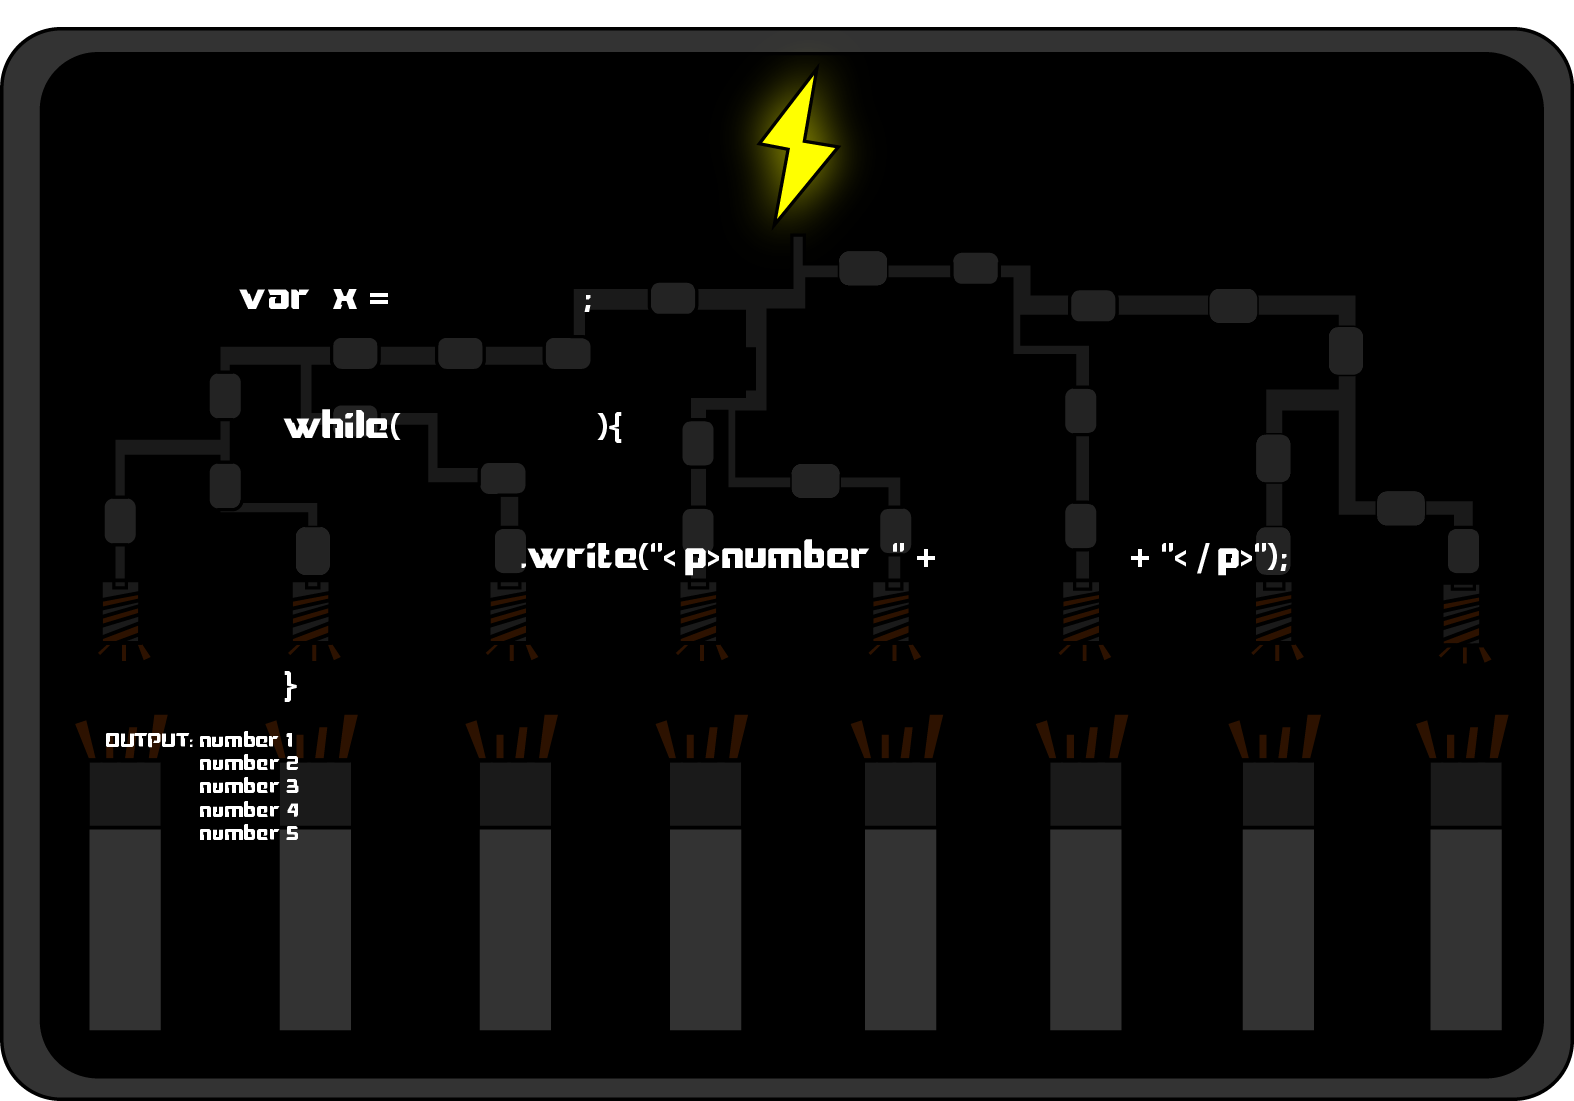 var x = ;
while( ){
.write("<p>number " + + "</p>");
}
OUTPUT: number 1
number 2
number 3
number 4
number 5